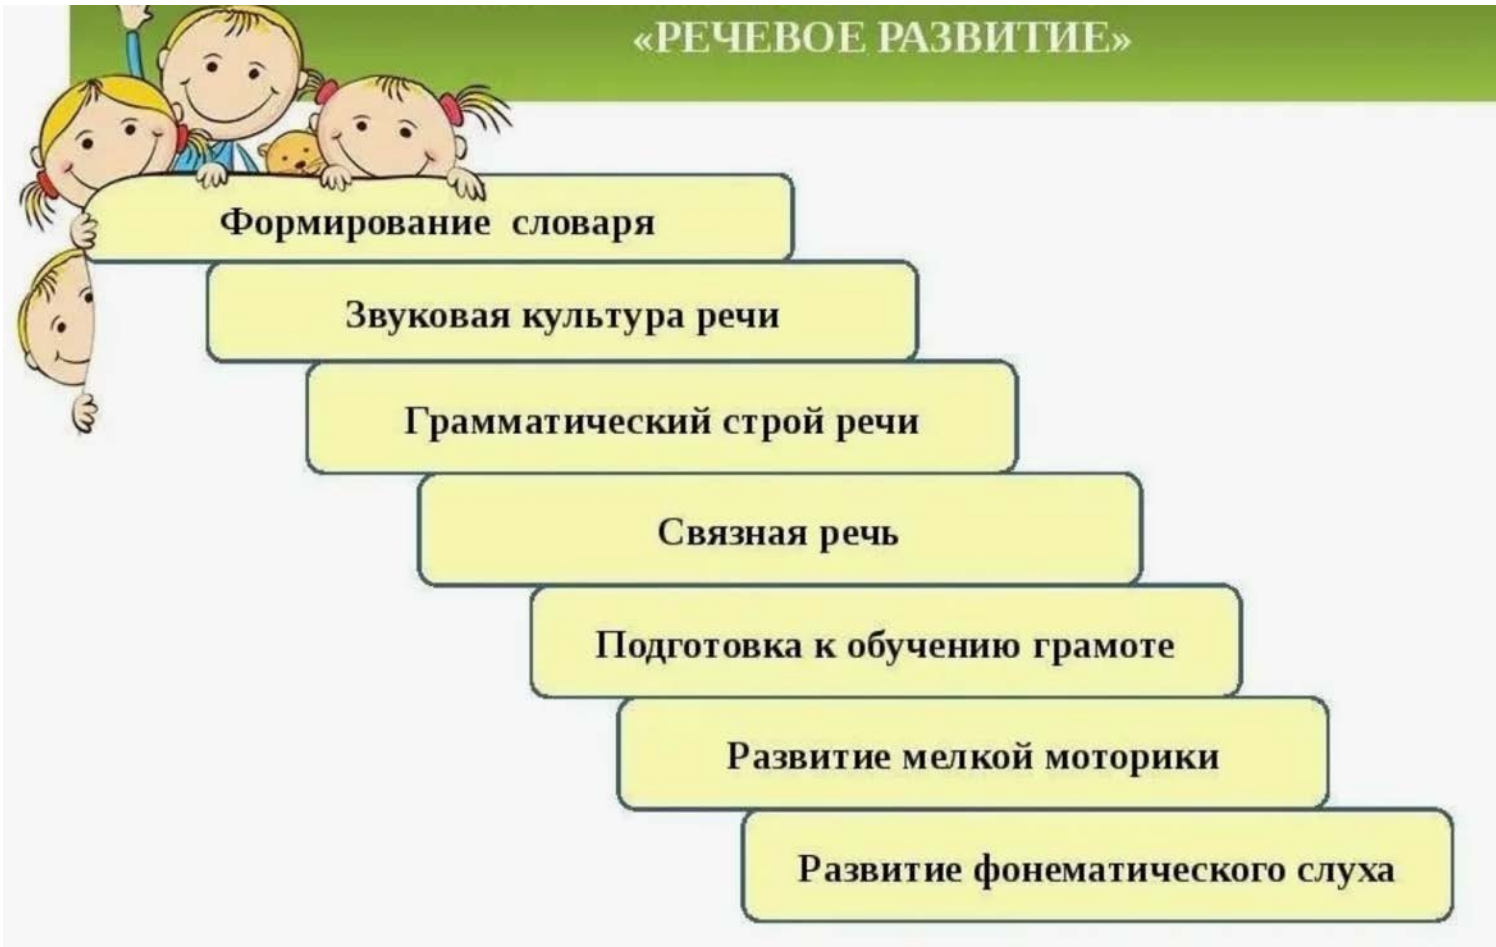 «РЕЧЕВОЕ РАЗВИТИЕ»
Формирование словаря
Звуковая культура речи
Грамматический строй речи
Связная речь
Подготовка к обучению грамоте
Развитие мелкой моторики
Развитие фонематического слуха